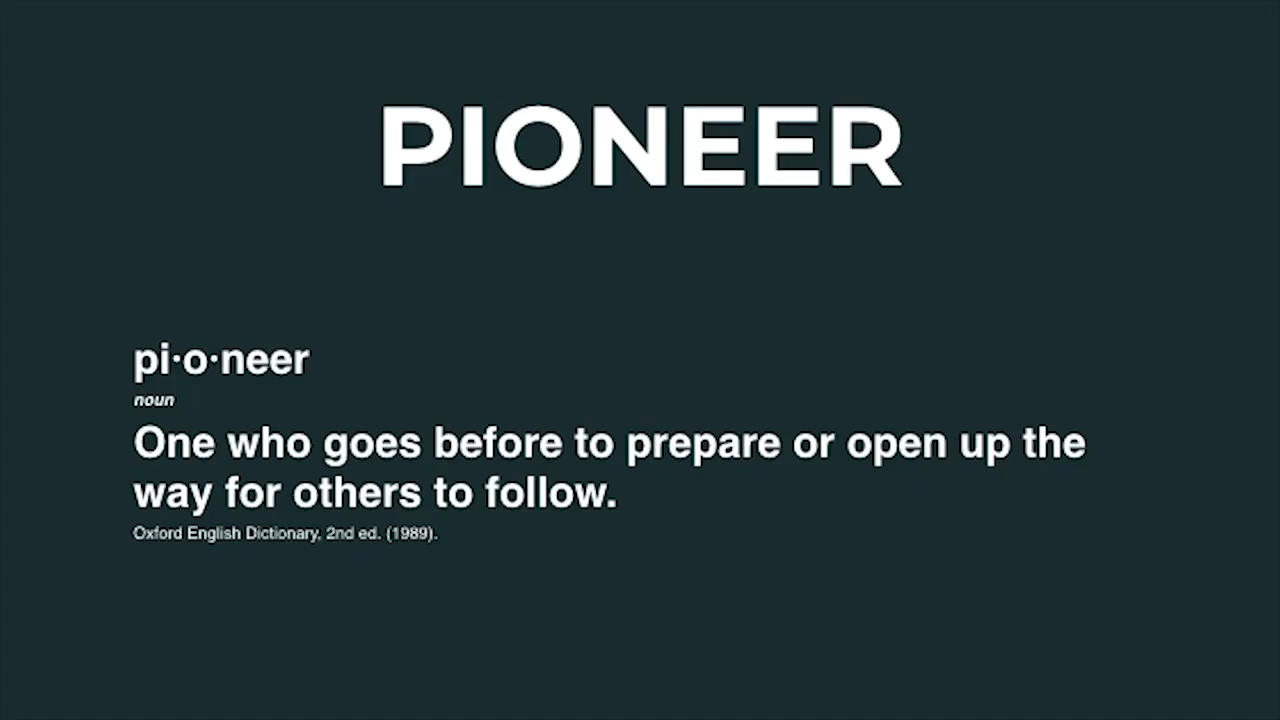 PIONEER
pi·o·neer
noun
One who goes before to prepare or open up the
way for others to follow.
Oxford English Dictionary, 2nd ed. (1989).